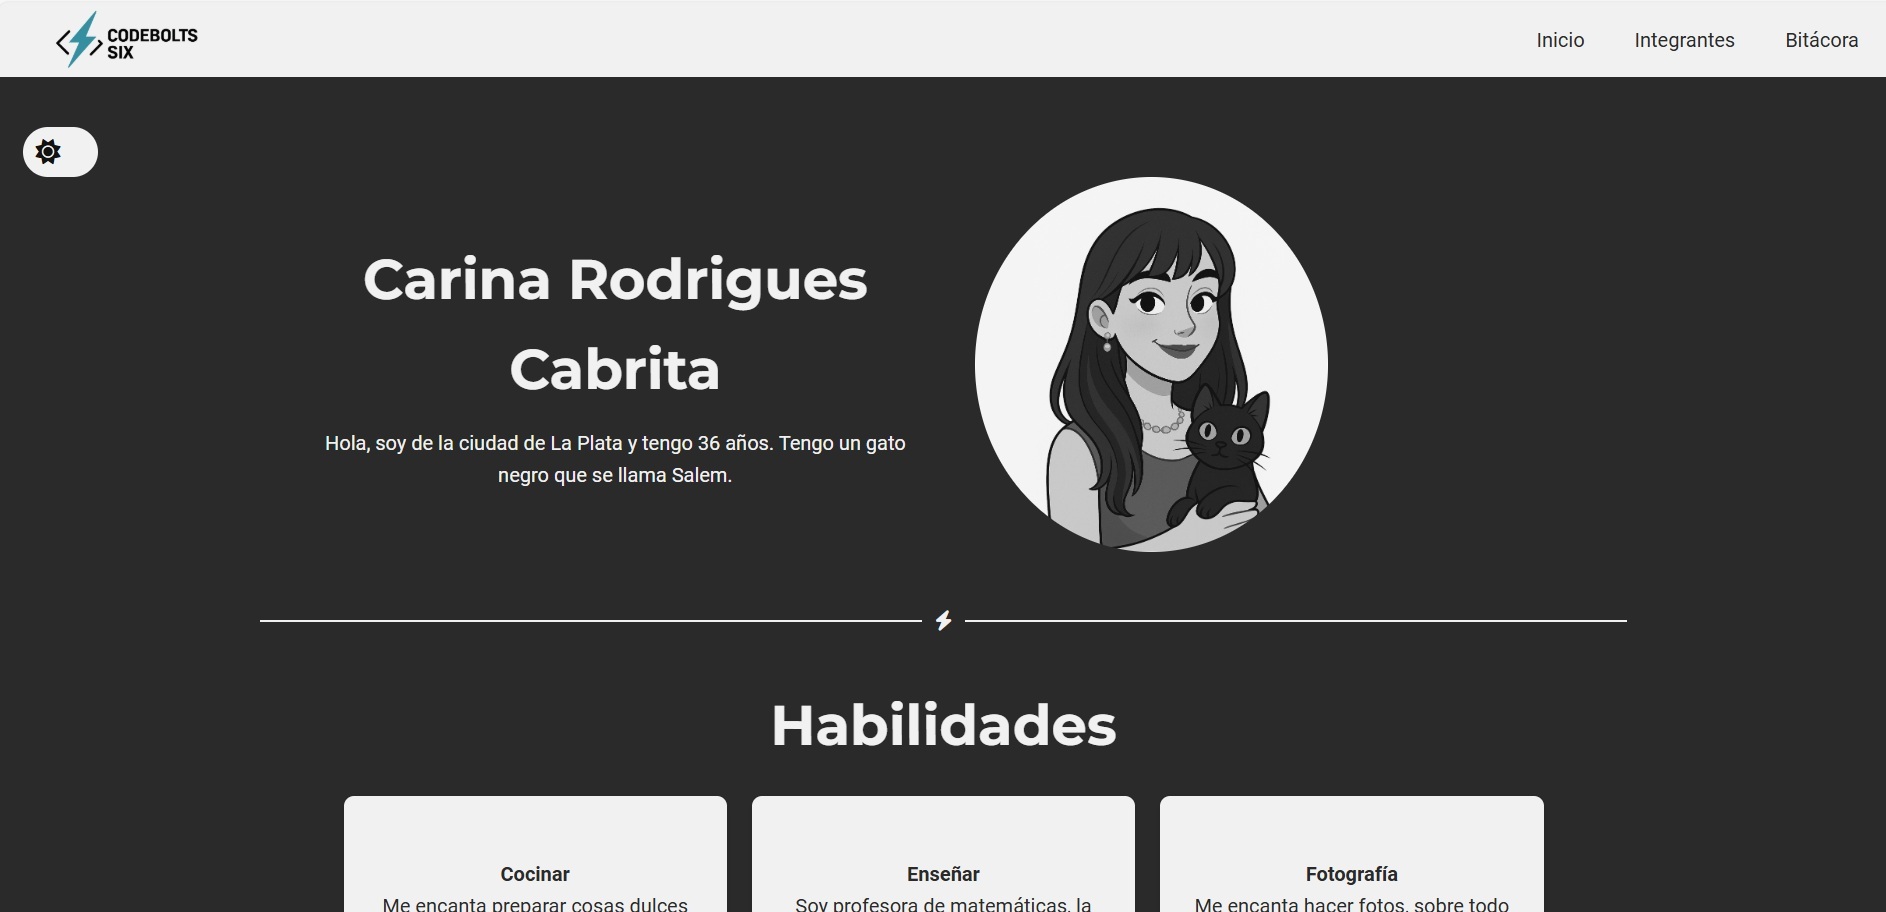 CODEBOLTS
SIX
Inicio
Integrantes
Bitácora
Carina Rodrigues
Cabrita
Hola, soy de la ciudad de La Plata y tengo 36 años. Tengo un gato
negro que se llama Salem.
Habilidades
Cocinar
Me encanta preparar cosas dulces
Enseñar
Soy profesora de matemáticas, la
Fotografía
Me encanta hacer fotos, sobre todo